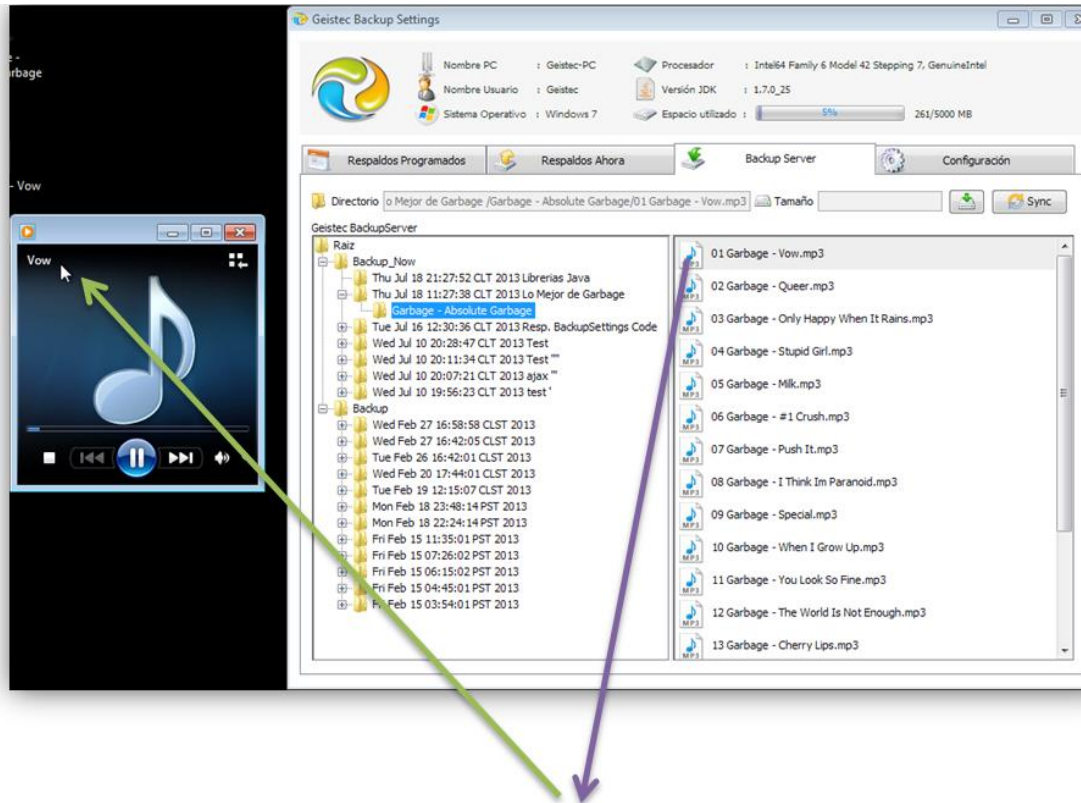 Geistec Backup Settings
Nombre PC : Geistec-PC
Procesador : Intel64 Family 6 Model 42 Stepping 7, GenuineIntel
Nombre Usuario : Geistec
Versión JDK : 1.7.0_25
Sistema Operativo : Windows 7
Espacio utilizado : 5% 261/5000 MB
Respaldos Programados
Respaldos Ahora
Backup Server
Configuración
- Vow
Directorio o Mejor de Garbage /Garbage - Absolute Garbage/01 Garbage - Vow.mp3 Tamaño
Sync
Vow
Geistec BackupServer
Raiz
Backup_Now
Thu Jul 18 21:27:52 CLT 2013 Librerias Java
Thu Jul 18 11:27:38 CLT 2013 Lo Mejor de Garbage
Garbage - Absolute Garbage
Tue Jul 16 12:30:36 CLT 2013 Resp. BackupSettings Code
Wed Jul 10 20:28:47 CLT 2013 Test
Wed Jul 10 20:11:34 CLT 2013 Test ""
Wed Jul 10 20:07:21 CLT 2013 ajax '"
Wed Jul 10 19:56:23 CLT 2013 test '
Backup
Wed Feb 27 16:58:58 CLST 2013
Wed Feb 27 16:42:05 CLST 2013
Tue Feb 26 16:42:01 CLST 2013
Wed Feb 20 17:44:01 CLST 2013
Tue Feb 19 12:15:07 CLST 2013
Mon Feb 18 23:48:14 PST 2013
Mon Feb 18 22:24:14 PST 2013
Fri Feb 15 11:35:01 PST 2013
Fri Feb 15 07:26:02 PST 2013
Fri Feb 15 06:15:02 PST 2013
Fri Feb 15 04:45:01 PST 2013
Fri Feb 15 03:54:01 PST 2013
01 Garbage - Vow.mp3
02 Garbage - Queer.mp3
03 Garbage - Only Happy When It Rains.mp3
04 Garbage - Stupid Girl.mp3
05 Garbage - Milk.mp3
06 Garbage - #1 Crush.mp3
07 Garbage - Push It.mp3
08 Garbage - I Think Im Paranoid.mp3
09 Garbage - Special.mp3
10 Garbage - When I Grow Up.mp3
11 Garbage - You Look So Fine.mp3
12 Garbage - The World Is Not Enough.mp3
13 Garbage - Cherry Lips.mp3